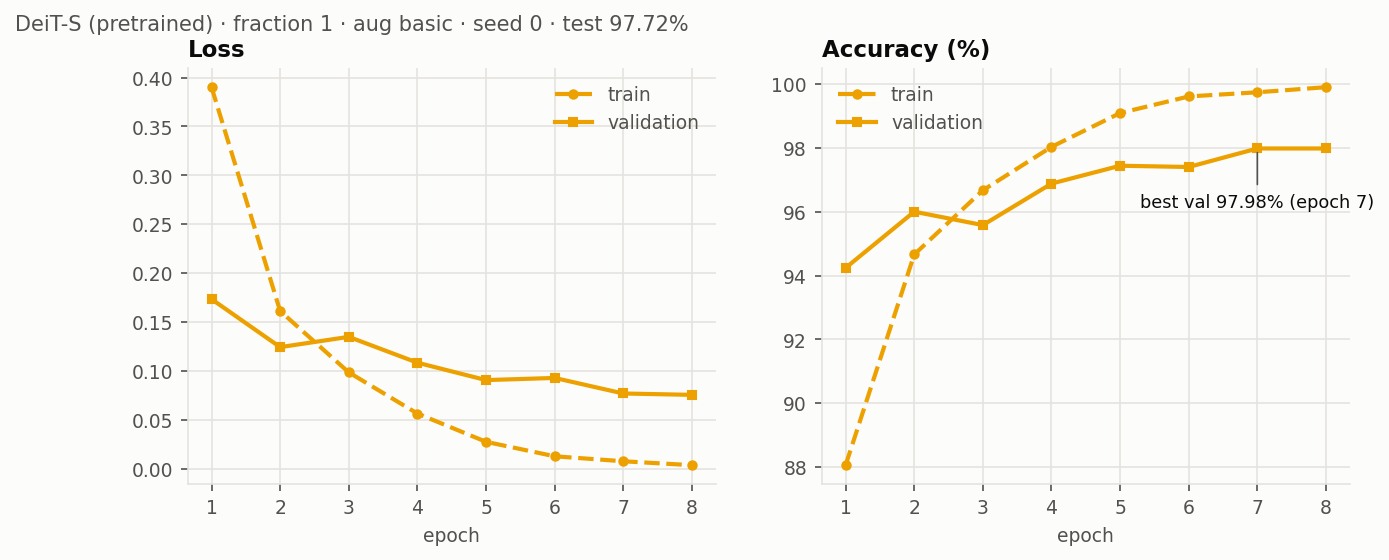 DeiT-S (pretrained) · fraction 1 · aug basic · seed 0 · test 97.72%
Loss
0.40
0.35
0.30
0.25
0.20
0.15
0.10
0.05
0.00
train
validation
1 2 3 4 5 6 7 8
epoch
Accuracy (%)
100
98
96
94
92
90
88
train
validation
best val 97.98% (epoch 7)
1 2 3 4 5 6 7 8
epoch